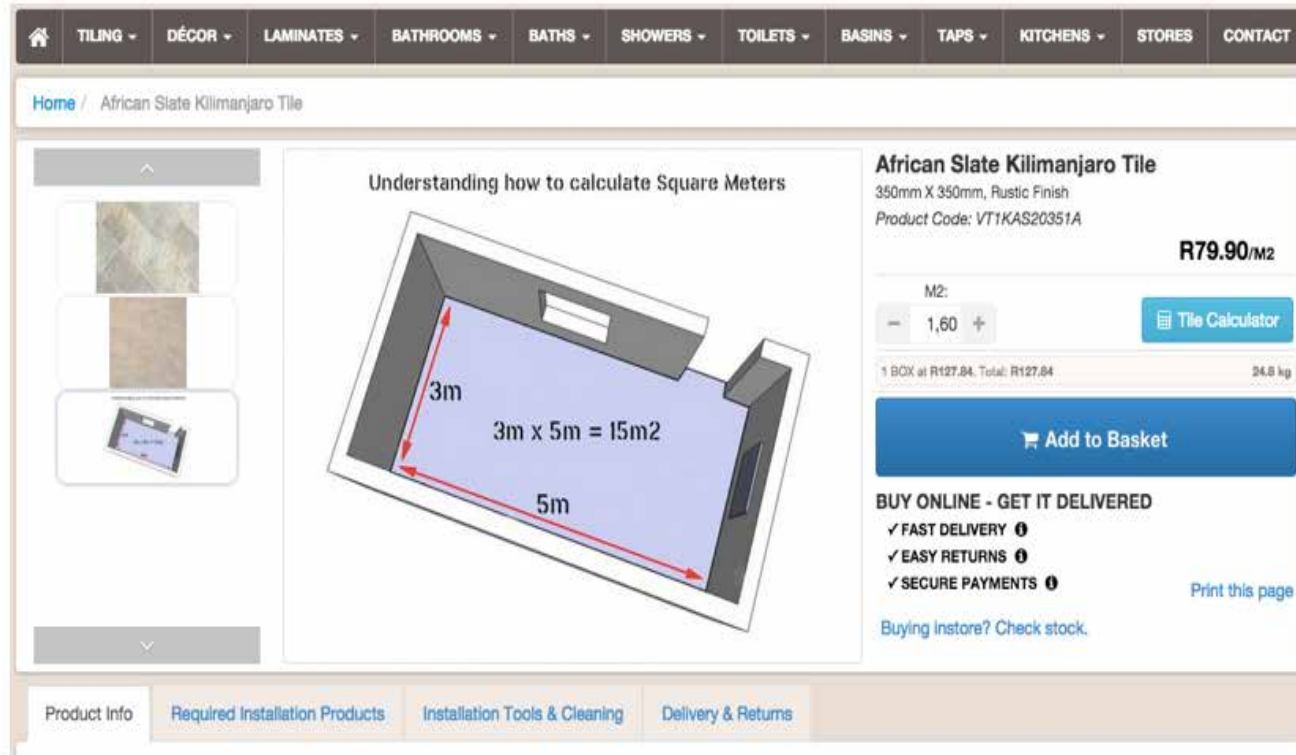 TILING DÉCOR LAMINATES BATHROOMS BATHS SHOWERS TOILETS BASINS TAPS KITCHENS STORES CONTACT
Home / African Slate Kilimanjaro Tile
Understanding how to calculate Square Meters
3m
3m x 5m = 15m2
5m
African Slate Kilimanjaro Tile
350mm X 350mm, Rustic Finish
Product Code: VT1KAS20351A
R79.90/M2
M2:
− 1,60 +
Tile Calculator
1 BOX at R127.84. Total: R127.84 24.8 kg
Add to Basket
BUY ONLINE - GET IT DELIVERED
✓ FAST DELIVERY
✓ EASY RETURNS
✓ SECURE PAYMENTS
Print this page
Buying instore? Check stock.
Product Info Required Installation Products Installation Tools & Cleaning Delivery & Returns